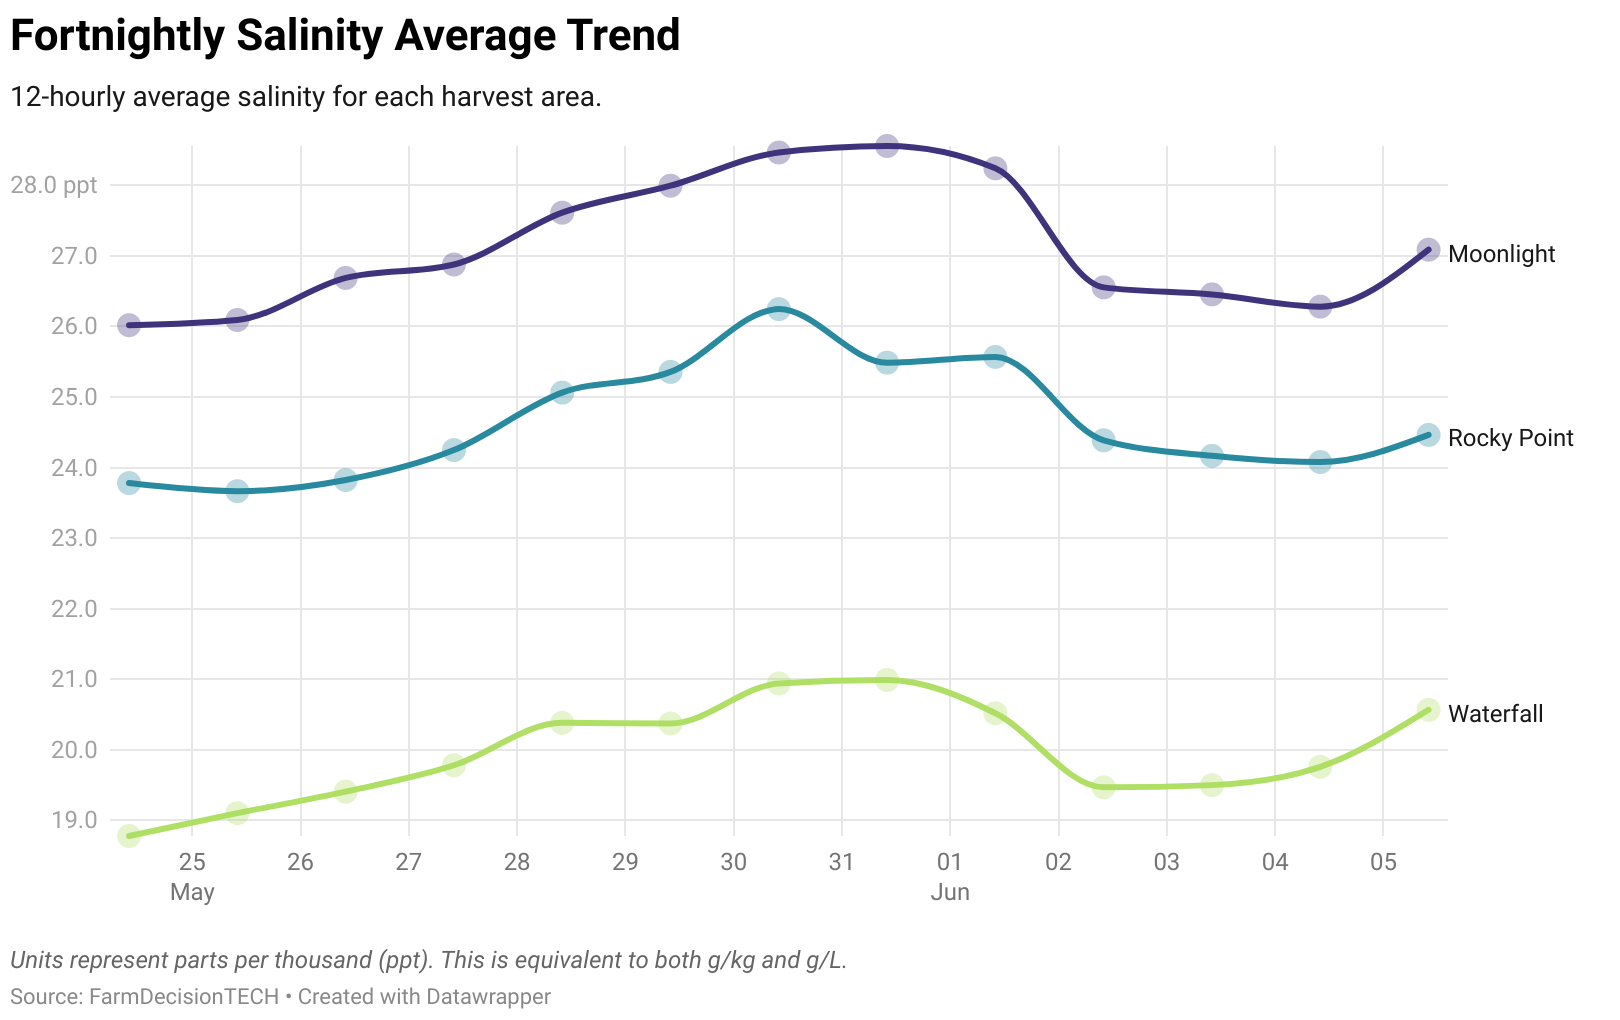 Fortnightly Salinity Average Trend
12-hourly average salinity for each harvest area.
28.0 ppt
27.0
26.0
25.0
24.0
23.0
22.0
21.0
20.0
19.0
Moonlight
Rocky Point
Waterfall
25 26 27 28 29 30 31 01 02 03 04 05
May Jun
Units represent parts per thousand (ppt). This is equivalent to both g/kg and g/L.
Source: FarmDecisionTECH • Created with Datawrapper